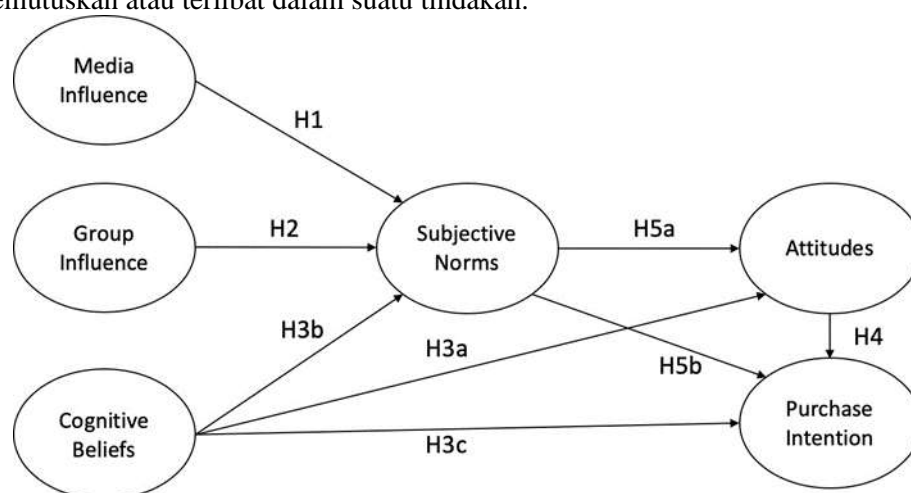 atau terlibat dalam suatu tindakan.
Media
Influence
H1
Group
Influence
H2
Subjective
Norms
H5a
Attitudes
H3b
H3a
H5b
H4
Cognitive
Beliefs
H3c
Purchase
Intention